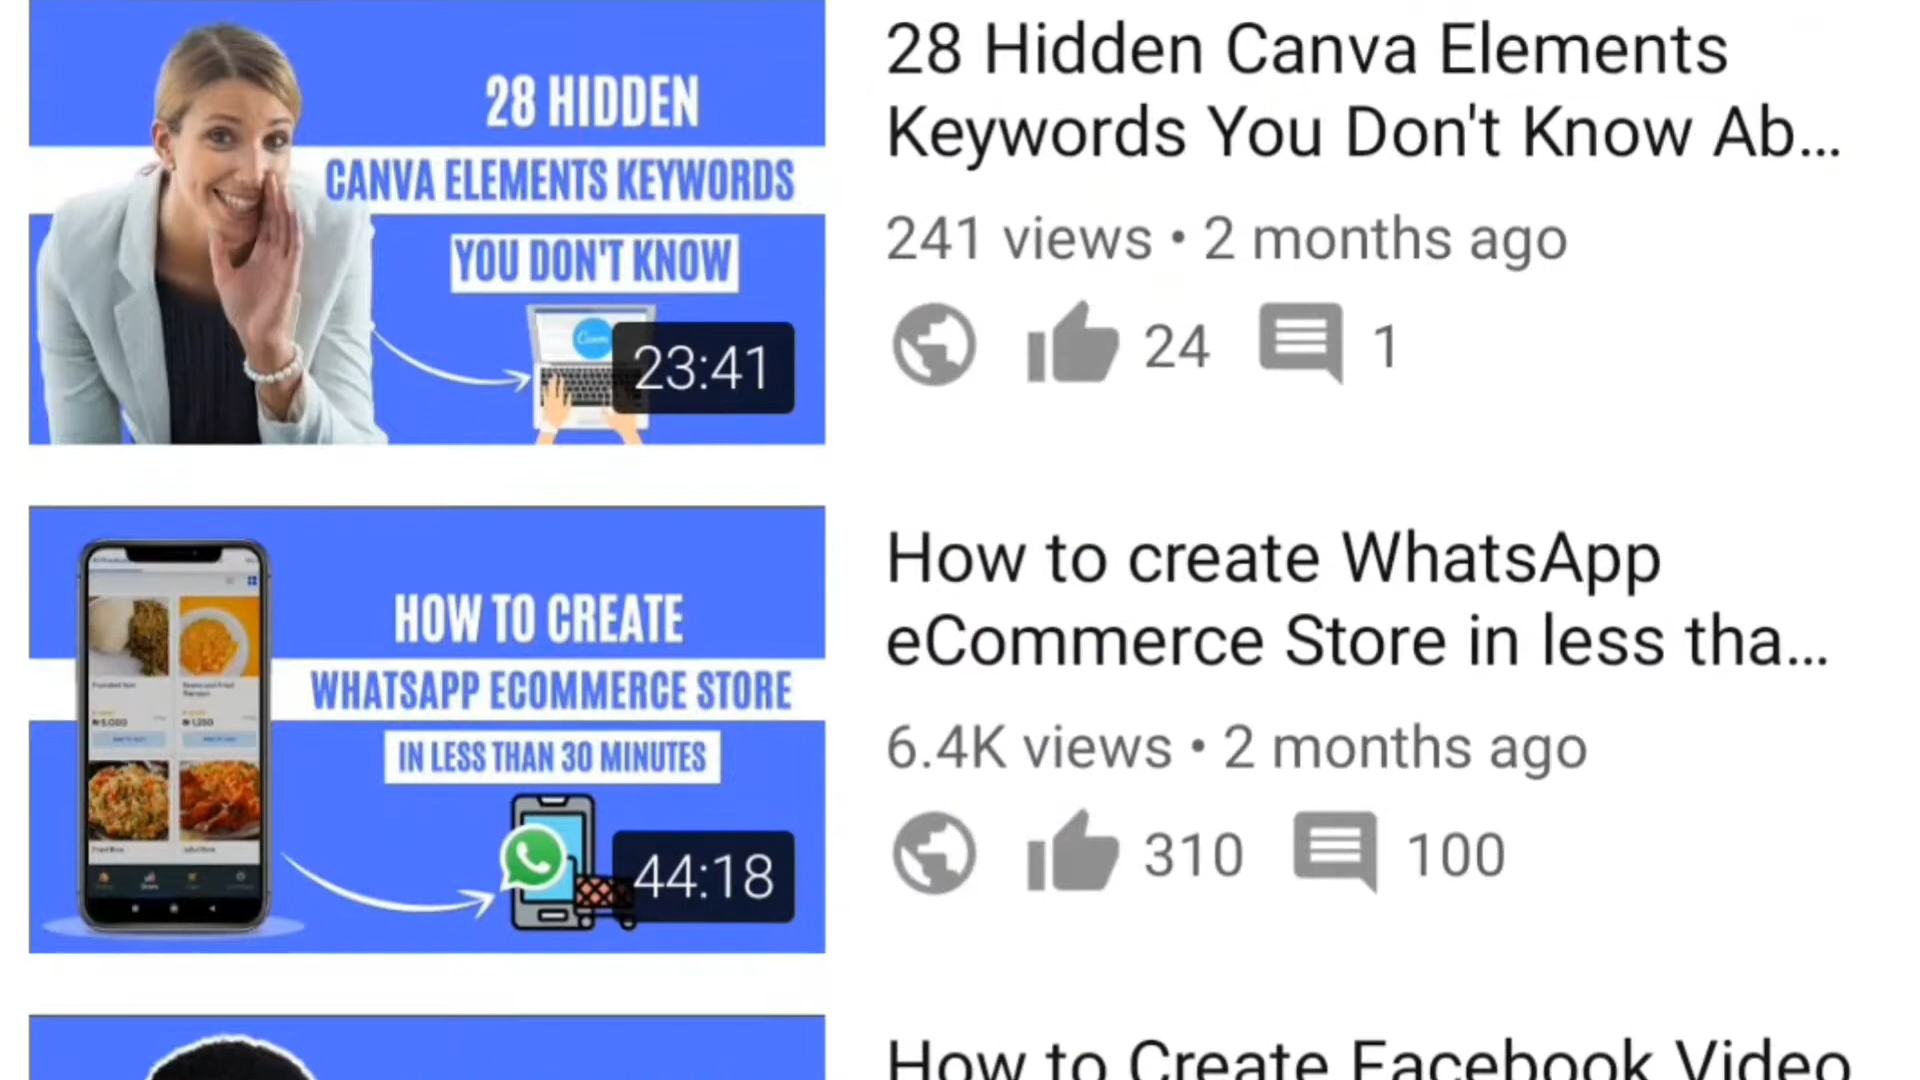 28 HIDDEN
CANVA ELEMENTS KEYWORDS
YOU DON'T KNOW
Canva
23:41
28 Hidden Canva Elements
Keywords You Don't Know Ab...
241 views • 2 months ago
24
1
HOW TO CREATE
WHATSAPP ECOMMERCE STORE
IN LESS THAN 30 MINUTES
44:18
How to create WhatsApp
eCommerce Store in less tha...
6.4K views • 2 months ago
310
100
How to Create Facebook Video